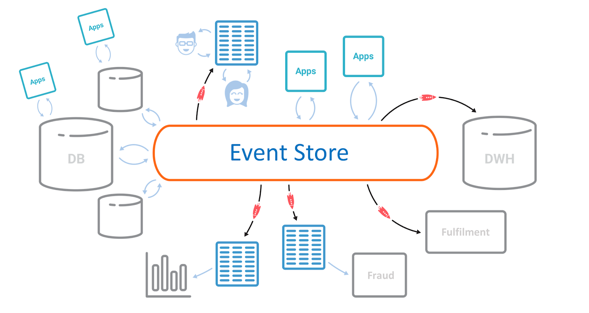 Apps
Apps
Apps
Apps
DB
Event Store
DWH
Fulfilment
Fraud